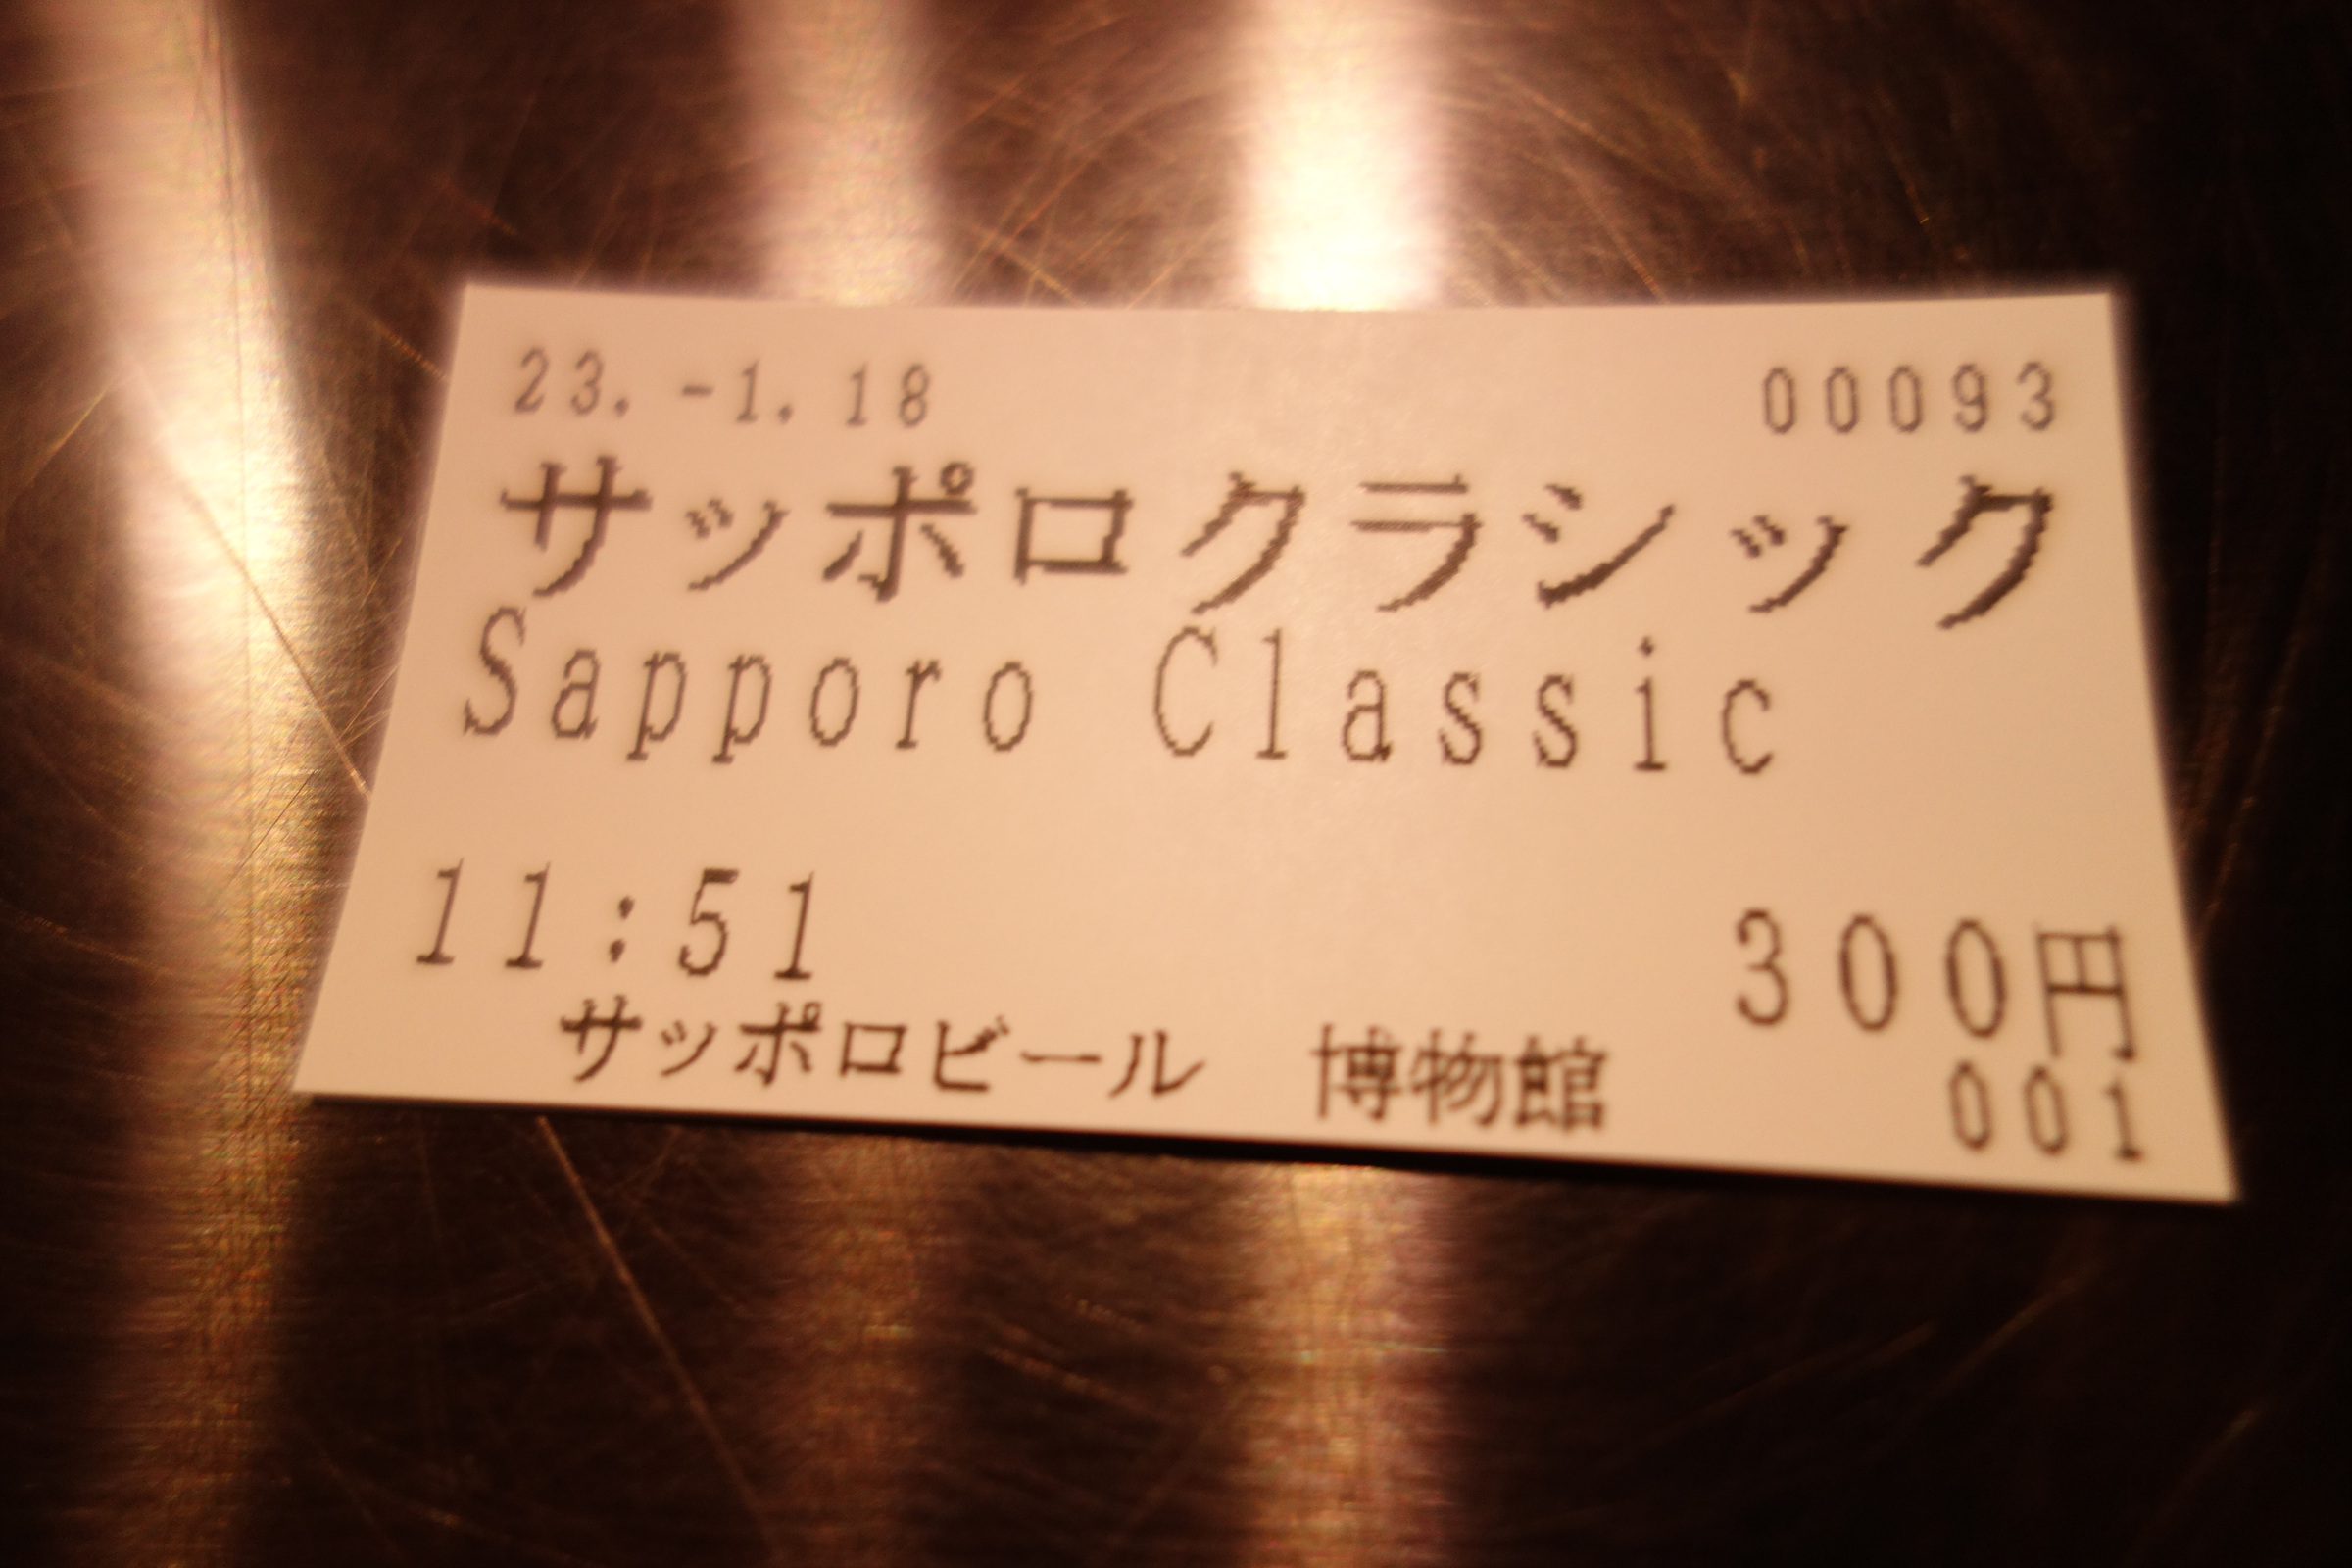 23.-1.18 00093
サッポロクラシック
Sapporo Classic
11:51 300円
サッポロビール 博物館 001